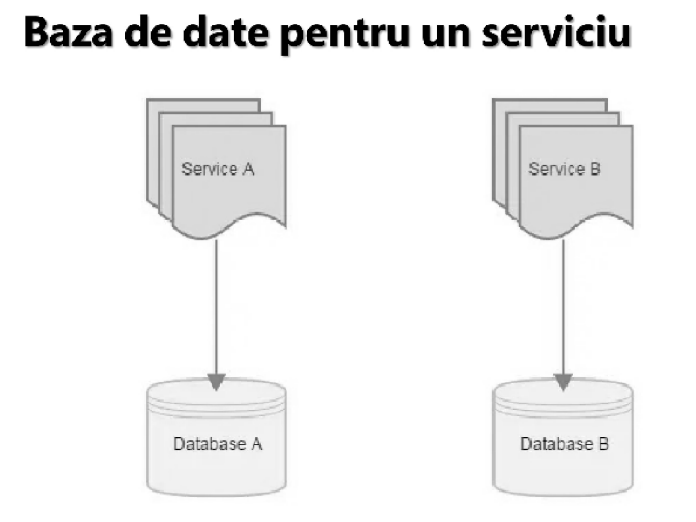 Baza de date pentru un serviciu
Service A
Service B
Database A
Database B